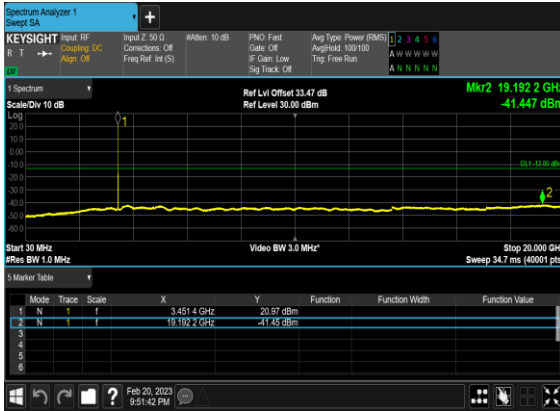 Spectrum Analyzer 1
Swept SA
+
KEYSIGHT Input: RF Input Z: 50 Ω #Atten: 10 dB PNO: Fast Avg Type: Power (RMS) 1 2 3 4 5 6
R T Coupling: DC Corrections: Off Gate: Off Avg|Hold: 100/100 A W W W W W
Align: Off Freq Ref: Int (S) IF Gain: Low Trig: Free Run
Sig Track: Off A N N N N N
1 Spectrum Ref Lvl Offset 33.47 dB Mkr2 19.192 2 GHz
Scale/Div 10 dB Ref Level 30.00 dBm -41.447 dBm
Log
1
20.0
10.0
0.00
-10.0 DL1 -13.00 dBm
-20.0
-30.0
2
-40.0
-50.0
-60.0
Start 30 MHz Video BW 3.0 MHz* Stop 20.000 GH
#Res BW 1.0 MHz Sweep 34.7 ms (40001 pts
5 Marker Table
Mode Trace Scale X Y Function Function Width Function Value
1 N 1 f 3.451 4 GHz 20.97 dBm
2 N 1 f 19.192 2 GHz -41.45 dBm
3
4
5
6
? Feb 20, 2023
9:51:42 PM